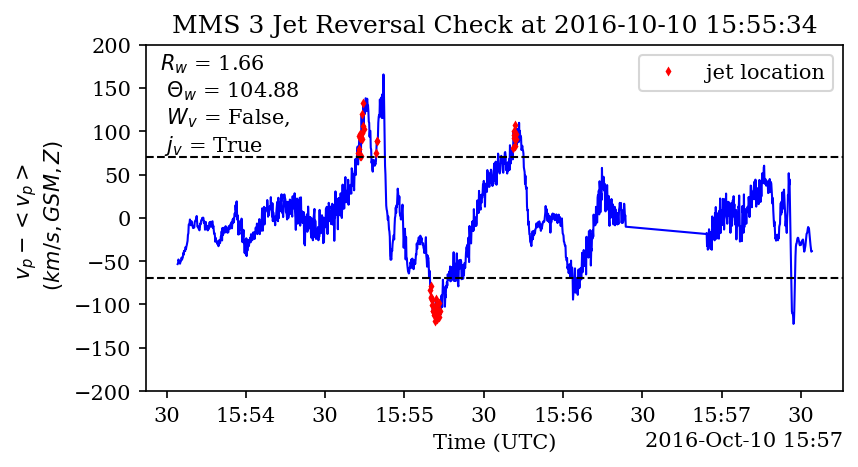 MMS 3 Jet Reversal Check at 2016-10-10 15:55:34
R_w = 1.66
Θ_w = 104.88
W_v = False,
j_v = True
jet location
v_p − < v_p >
(km/s, GSM, Z)
200
150
100
50
0
−50
−100
−150
−200
30 15:54 30 15:55 30 15:56 30 15:57 30
Time (UTC)
2016-Oct-10 15:57